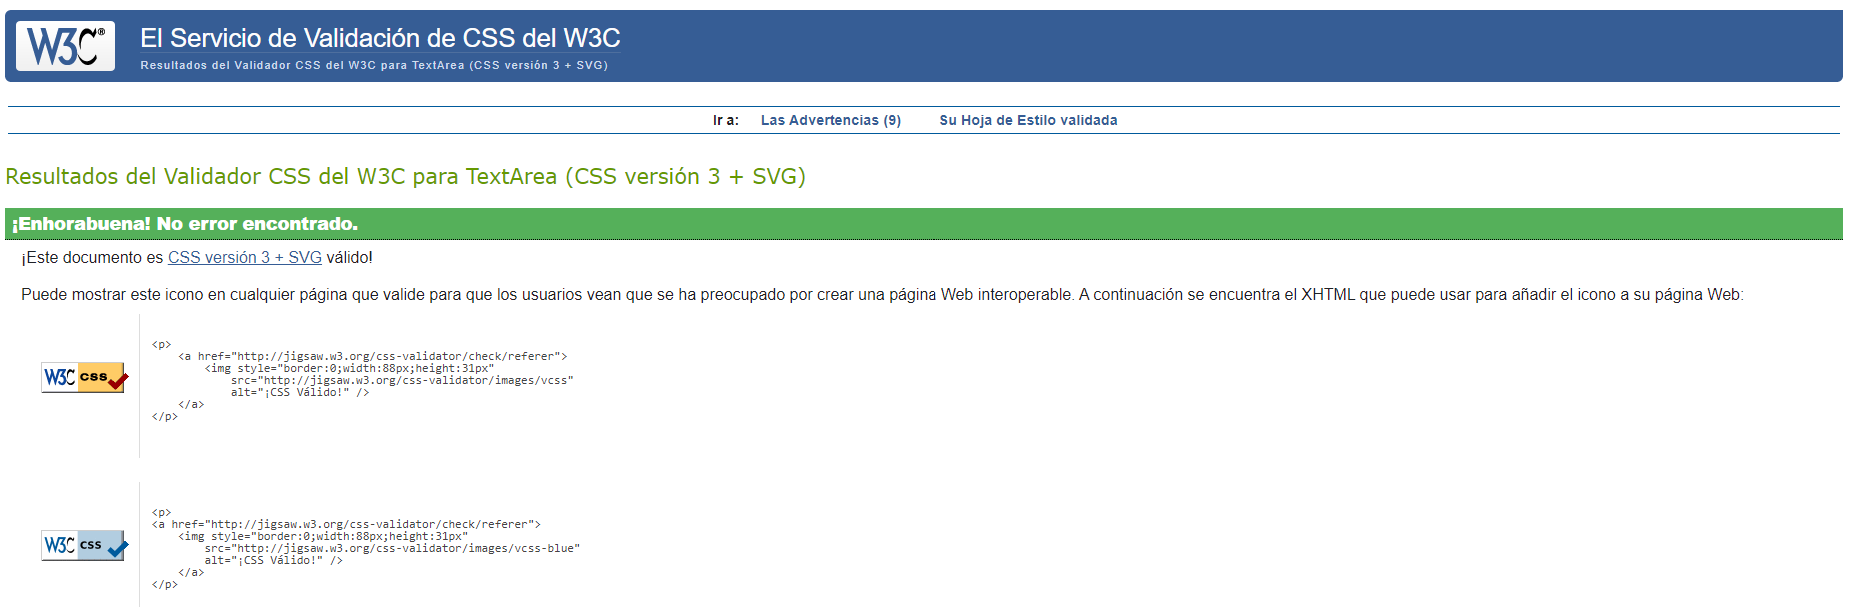 W3C®
El Servicio de Validación de CSS del W3C
Resultados del Validador CSS del W3C para TextArea (CSS versión 3 + SVG)
Ir a: Las Advertencias (9) Su Hoja de Estilo validada
Resultados del Validador CSS del W3C para TextArea (CSS versión 3 + SVG)
¡Enhorabuena! No error encontrado.
¡Este documento es CSS versión 3 + SVG válido!
Puede mostrar este icono en cualquier página que valide para que los usuarios vean que se ha preocupado por crear una página Web interoperable. A continuación se encuentra el XHTML que puede usar para añadir el icono a su página Web:
W3C css
<p>
<a href="http://jigsaw.w3.org/css-validator/check/referer">
<img style="border:0;width:88px;height:31px"
src="http://jigsaw.w3.org/css-validator/images/vcss"
alt="¡CSS Válido!" />
</a>
</p>
W3C css
<p>
<a href="http://jigsaw.w3.org/css-validator/check/referer">
<img style="border:0;width:88px;height:31px"
src="http://jigsaw.w3.org/css-validator/images/vcss-blue"
alt="¡CSS Válido!" />
</a>
</p>